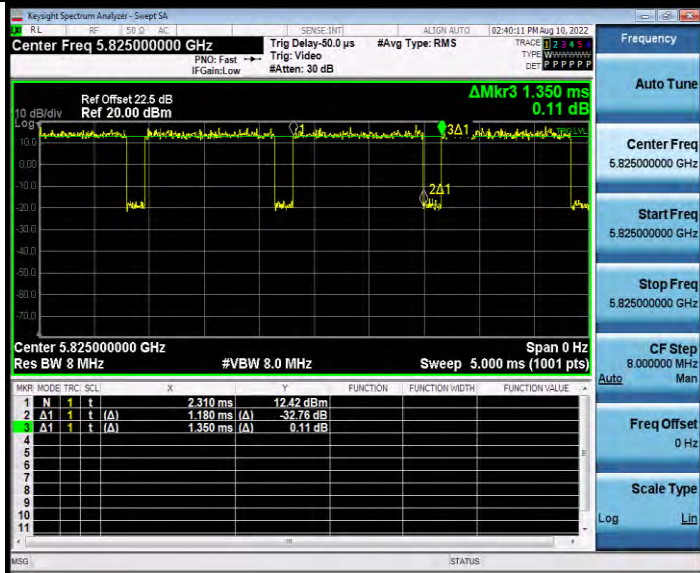 Keysight Spectrum Analyzer - Swept SA
RL RF 50 Ω AC SENSE:INT ALIGN AUTO 02:40:11 PM Aug 10, 2022
Center Freq 5.825000000 GHz
PNO: Fast
IFGain:Low
Trig Delay-50.0 µs
Trig: Video
#Atten: 30 dB
#Avg Type: RMS
TRACE 1 2 3 4 5 6
TYPE W
DET P P P P P P
Frequency
Auto Tune
Center Freq
5.825000000 GHz
Start Freq
5.825000000 GHz
Stop Freq
5.825000000 GHz
CF Step
8.000000 MHz
Auto Man
Freq Offset
0 Hz
Scale Type
Log Lin
ΔMkr3 1.350 ms
0.11 dB
Ref Offset 22.5 dB
10 dB/div Ref 20.00 dBm
Log
1
3Δ1
TRIG LVL
10.0
0.00
-10.0
2Δ1
-20.0
-30.0
-40.0
-50.0
-60.0
-70.0
Center 5.825000000 GHz Span 0 Hz
Res BW 8 MHz #VBW 8.0 MHz Sweep 5.000 ms (1001 pts)
MKR MODE TRC SCL X Y FUNCTION FUNCTION WIDTH FUNCTION VALUE
1 N 1 t 2.310 ms 12.42 dBm
2 Δ1 1 t (Δ) 1.180 ms (Δ) -32.76 dB
3 Δ1 1 t (Δ) 1.350 ms (Δ) 0.11 dB
4
5
6
7
8
9
10
11
MSG STATUS